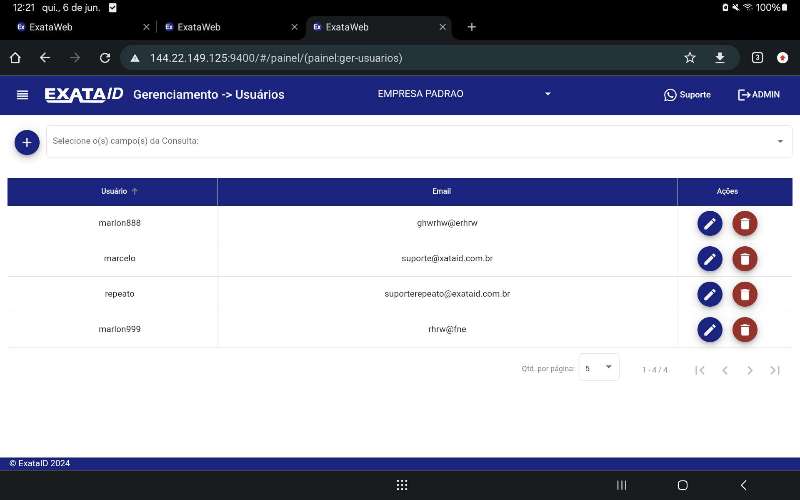 12:21 qui., 6 de jun. 100%
ExataWeb
ExataWeb
ExataWeb
144.22.149.125:9400/#/painel/(painel:ger-usuarios)
3
EXATAID Gerenciamento -> Usuários EMPRESA PADRAO Suporte ADMIN
Selecione o(s) campo(s) da Consulta:
Usuário Email Ações
marlon888 ghwrhw@erhrw
marcelo suporte@xataid.com.br
repeato suporterepeato@exataid.com.br
marlon999 rhrw@fne
Qtd. por página: 5 1 - 4 / 4
© ExataID 2024